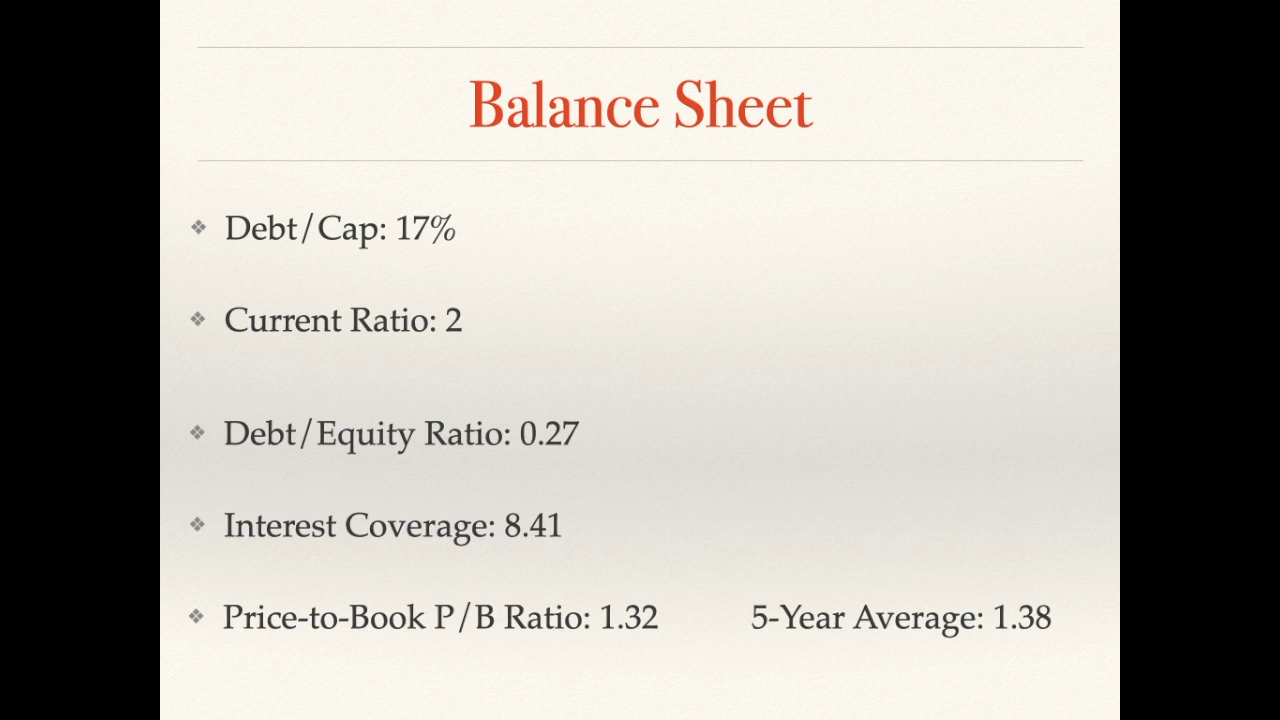 Balance Sheet
Debt/Cap: 17%
Current Ratio: 2
Debt/Equity Ratio: 0.27
Interest Coverage: 8.41
Price-to-Book P/B Ratio: 1.32 5-Year Average: 1.38